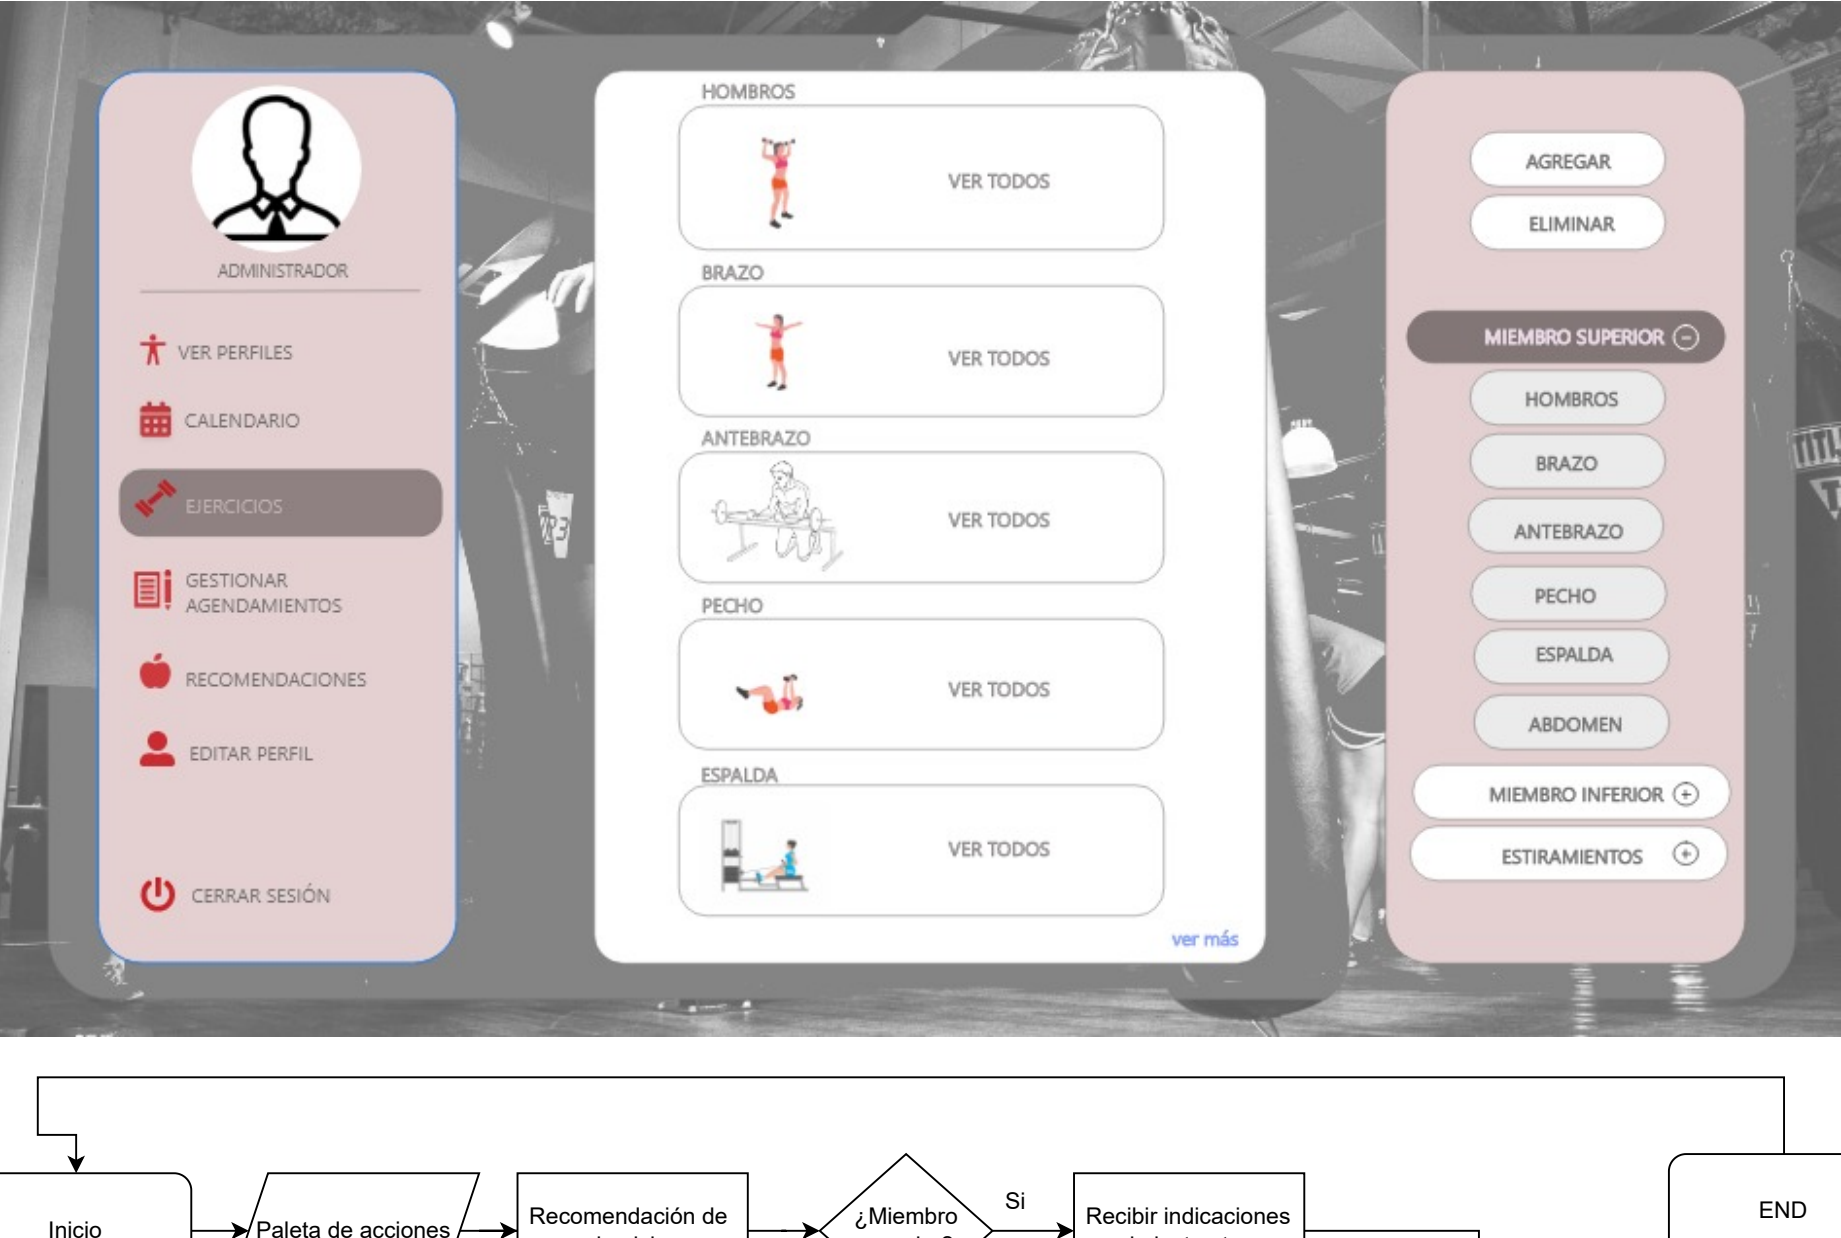 ADMINISTRADOR
VER PERFILES
CALENDARIO
EJERCICIOS
GESTIONAR
AGENDAMIENTOS
RECOMENDACIONES
EDITAR PERFIL
CERRAR SESIÓN
HOMBROS
VER TODOS
BRAZO
VER TODOS
ANTEBRAZO
VER TODOS
PECHO
VER TODOS
ESPALDA
VER TODOS
ver más
AGREGAR
ELIMINAR
MIEMBRO SUPERIOR
HOMBROS
BRAZO
ANTEBRAZO
PECHO
ESPALDA
ABDOMEN
MIEMBRO INFERIOR
ESTIRAMIENTOS
Inicio
Paleta de acciones
Recomendación de
¿Miembro
Si
Recibir indicaciones
END